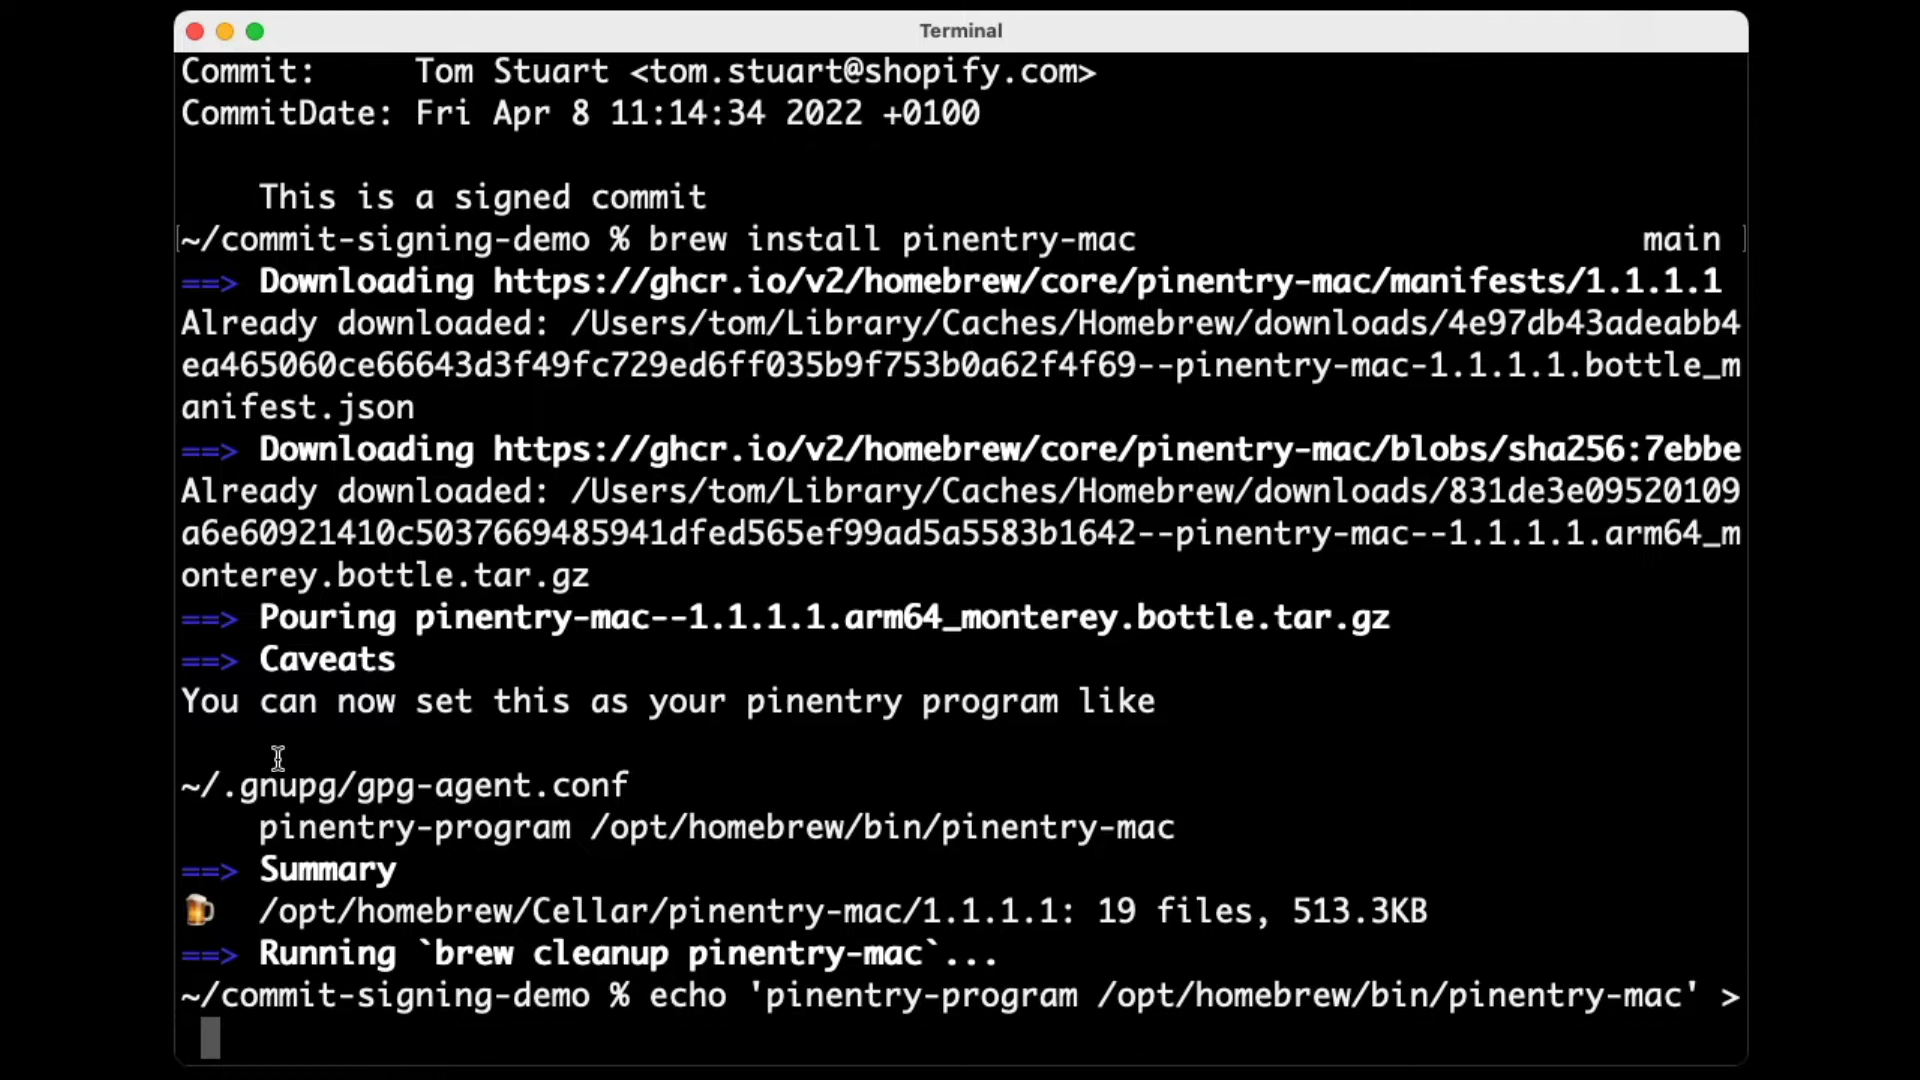 Terminal
Commit:     Tom Stuart <tom.stuart@shopify.com>
CommitDate: Fri Apr 8 11:14:34 2022 +0100
    This is a signed commit
~/commit-signing-demo % brew install pinentry-mac                          main
==> Downloading https://ghcr.io/v2/homebrew/core/pinentry-mac/manifests/1.1.1.1
Already downloaded: /Users/tom/Library/Caches/Homebrew/downloads/4e97db43adeabb4
ea465060ce66643d3f49fc729ed6ff035b9f753b0a62f4f69--pinentry-mac-1.1.1.1.bottle_m
anifest.json
==> Downloading https://ghcr.io/v2/homebrew/core/pinentry-mac/blobs/sha256:7ebbe
Already downloaded: /Users/tom/Library/Caches/Homebrew/downloads/831de3e09520109
a6e60921410c5037669485941dfed565ef99ad5a5583b1642--pinentry-mac--1.1.1.1.arm64_m
onterey.bottle.tar.gz
==> Pouring pinentry-mac--1.1.1.1.arm64_monterey.bottle.tar.gz
==> Caveats
You can now set this as your pinentry program like
~/.gnupg/gpg-agent.conf
    pinentry-program /opt/homebrew/bin/pinentry-mac
==> Summary
🍺  /opt/homebrew/Cellar/pinentry-mac/1.1.1.1: 19 files, 513.3KB
==> Running `brew cleanup pinentry-mac`...
~/commit-signing-demo % echo 'pinentry-program /opt/homebrew/bin/pinentry-mac' >